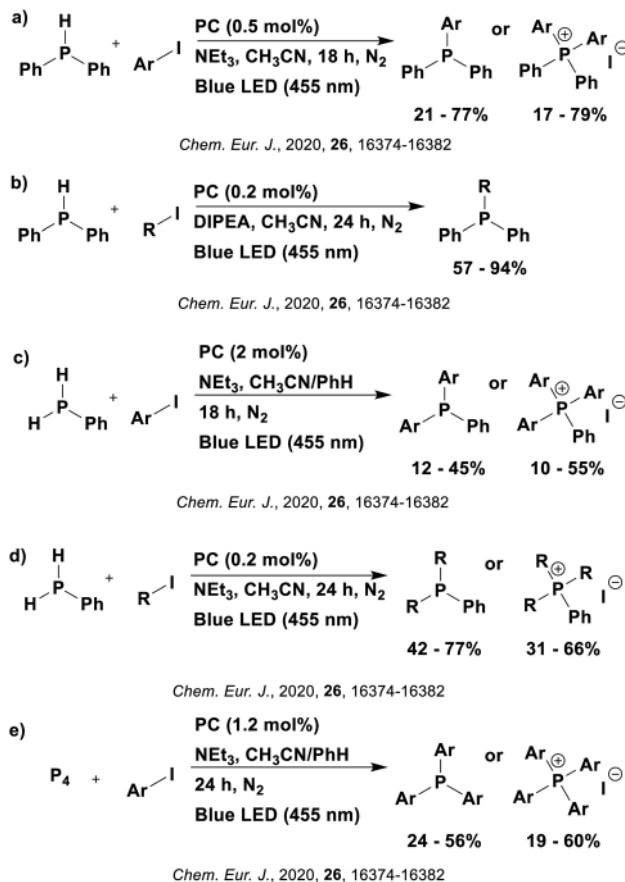 a)
H
P
Ph Ph
+
Ar I
PC (0.5 mol%)
NEt₃, CH₃CN, 18 h, N₂
Blue LED (455 nm)
Ar
P
Ph Ph
or
Ar ⊕ Ar
P
Ph Ph
I ⊖
21 - 77% 17 - 79%
Chem. Eur. J., 2020, 26, 16374-16382
b)
H
P
Ph Ph
+
R I
PC (0.2 mol%)
DIPEA, CH₃CN, 24 h, N₂
Blue LED (455 nm)
R
P
Ph Ph
57 - 94%
Chem. Eur. J., 2020, 26, 16374-16382
c)
H
P
H Ph
+
Ar I
PC (2 mol%)
NEt₃, CH₃CN/PhH
18 h, N₂
Blue LED (455 nm)
Ar
P
Ar Ph
or
Ar ⊕ Ar
P
Ar Ph
I ⊖
12 - 45% 10 - 55%
Chem. Eur. J., 2020, 26, 16374-16382
d)
H
P
H Ph
+
R I
PC (0.2 mol%)
NEt₃, CH₃CN, 24 h, N₂
Blue LED (455 nm)
R
P
R Ph
or
R ⊕ R
P
R Ph
I ⊖
42 - 77% 31 - 66%
Chem. Eur. J., 2020, 26, 16374-16382
e)
P₄
+
Ar I
PC (1.2 mol%)
NEt₃, CH₃CN/PhH
24 h, N₂
Blue LED (455 nm)
Ar
P
Ar Ar
or
Ar ⊕ Ar
P
Ar Ar
I ⊖
24 - 56% 19 - 60%
Chem. Eur. J., 2020, 26, 16374-16382